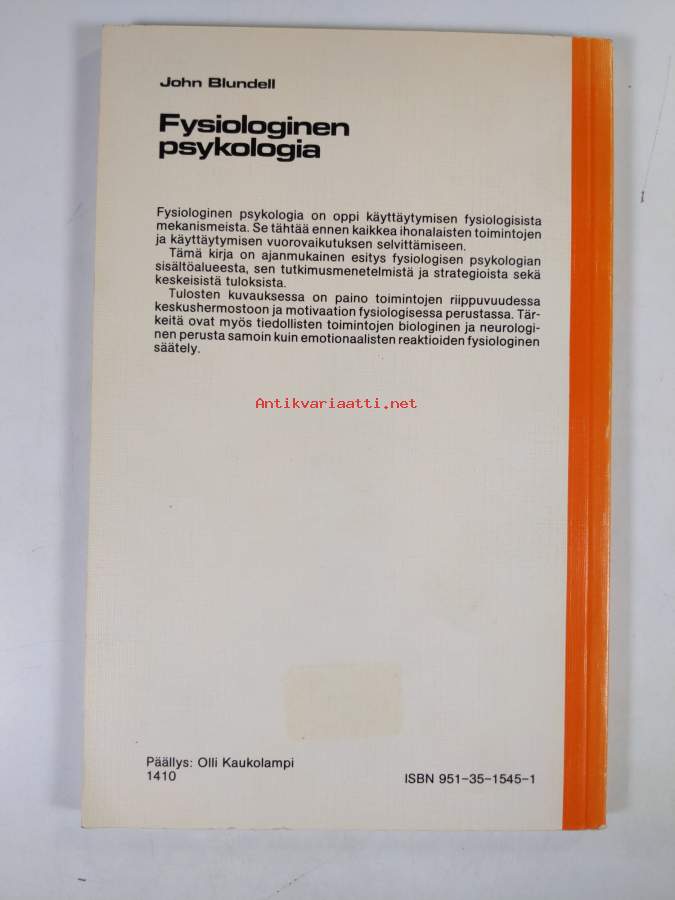 John Blundell
Fysiologinen
psykologia
Fysiologinen psykologia on oppi käyttäytymisen fysiologisista
mekanismeista. Se tähtää ennen kaikkea ihonalaisten toimintojen
ja käyttäytymisen vuorovaikutuksen selvittämiseen.
Tämä kirja on ajanmukainen esitys fysiologisen psykologian
sisältöalueesta, sen tutkimusmenetelmistä ja strategioista sekä
keskeisistä tuloksista.
Tulosten kuvauksessa on paino toimintojen riippuvuudessa
keskushermostoon ja motivaation fysiologisessa perustassa. Tär-
keitä ovat myös tiedollisten toimintojen biologinen ja neurologi-
nen perusta samoin kuin emotionaalisten reaktioiden fysiologinen
säätely.
Antikvariaatti.net
Päällys: Olli Kaukolampi
1410
ISBN 951-35-1545-1